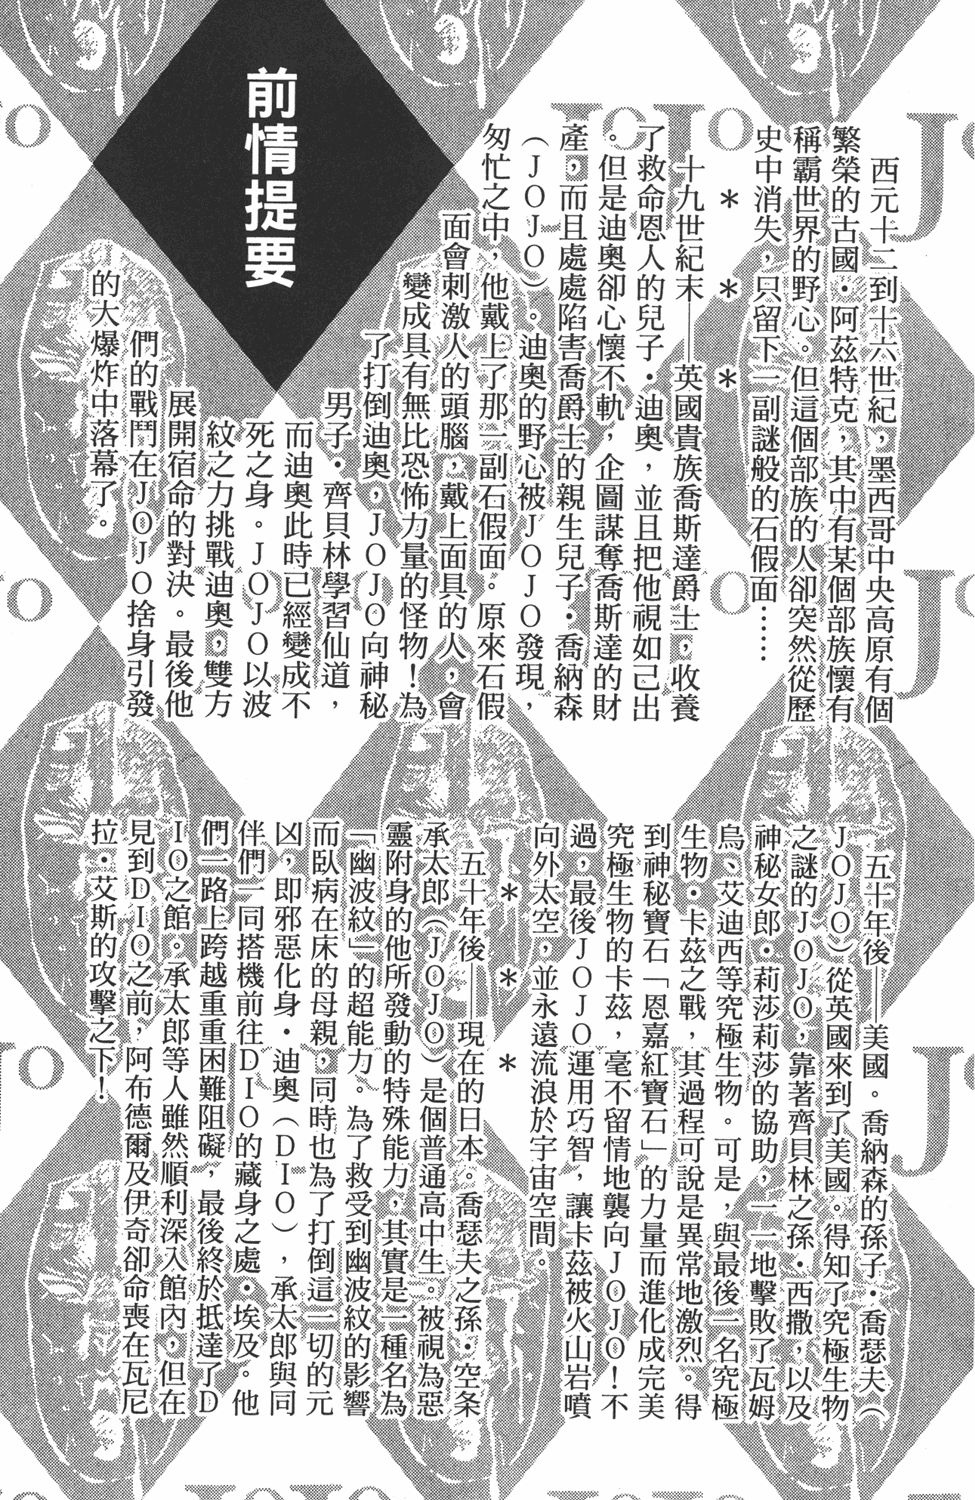 前情提要
西元十二到十六世紀，墨西哥中央高原有個
繁榮的古國・阿茲特克，其中有某個部族懷有
稱霸世界的野心。但這個部族的人卻突然從歷
史中消失，只留下一副謎般的石假面……
＊　＊　＊
十九世紀末──英國貴族喬斯達爵士，收養
了救命恩人的兒子・迪奧，並且把他視如己出
。但是迪奧卻心懷不軌，企圖謀奪喬斯達的財
產，而且處處陷害喬爵士的親生兒子・喬納森
（JOJO）。迪奧的野心被JOJO發現，
匆忙之中，他戴上了那一副石假面。原來石假
面會刺激人的頭腦，戴上面具的人，會
變成具有無比恐怖力量的怪物！為
了打倒迪奧，JOJO向神秘
男子・齊貝林學習仙道，
而迪奧此時已經變成不
死之身。JOJO以波
紋之力挑戰迪奧，雙方
展開宿命的對決。最後他
們的戰鬥在JOJO捨身引發
的大爆炸中落幕了。
五十年後──美國。喬納森的孫子・喬瑟夫（
JOJO）從英國來到了美國。得知了究極生物
之謎的JOJO，靠著齊貝林之孫・西撒，以及
神秘女郎・莉莎莉莎的協助，一一地擊敗了瓦姆
烏、艾迪西等究極生物。可是，與最後一名究極
生物・卡茲之戰，其過程可說是異常地激烈。得
到神秘寶石「恩嘉紅寶石」的力量而進化成完美
究極生物的卡茲，毫不留情地襲向JOJO！不
過，最後JOJO運用巧智，讓卡茲被火山岩噴
向外太空，並永遠流浪於宇宙空間。
＊　＊　＊
五十年後──現在的日本。喬瑟夫之孫・空条
承太郎（JOJO）是個普通高中生。被視為惡
靈附身的他所發動的特殊能力，其實是一種名為
「幽波紋」的超能力。為了救受到幽波紋的影響
而臥病在床的母親，同時也為了打倒這一切的元
凶，即邪惡化身・迪奧（DIO），承太郎與同
伴們一同搭機前往DIO的藏身之處・埃及。他
們一路上跨越重重困難阻礙，最後終於抵達了D
IO之館。承太郎等人雖然順利深入館內，但在
見到DIO之前，阿布德爾及伊奇卻命喪在瓦尼
拉・艾斯的攻擊之下！
JOJO